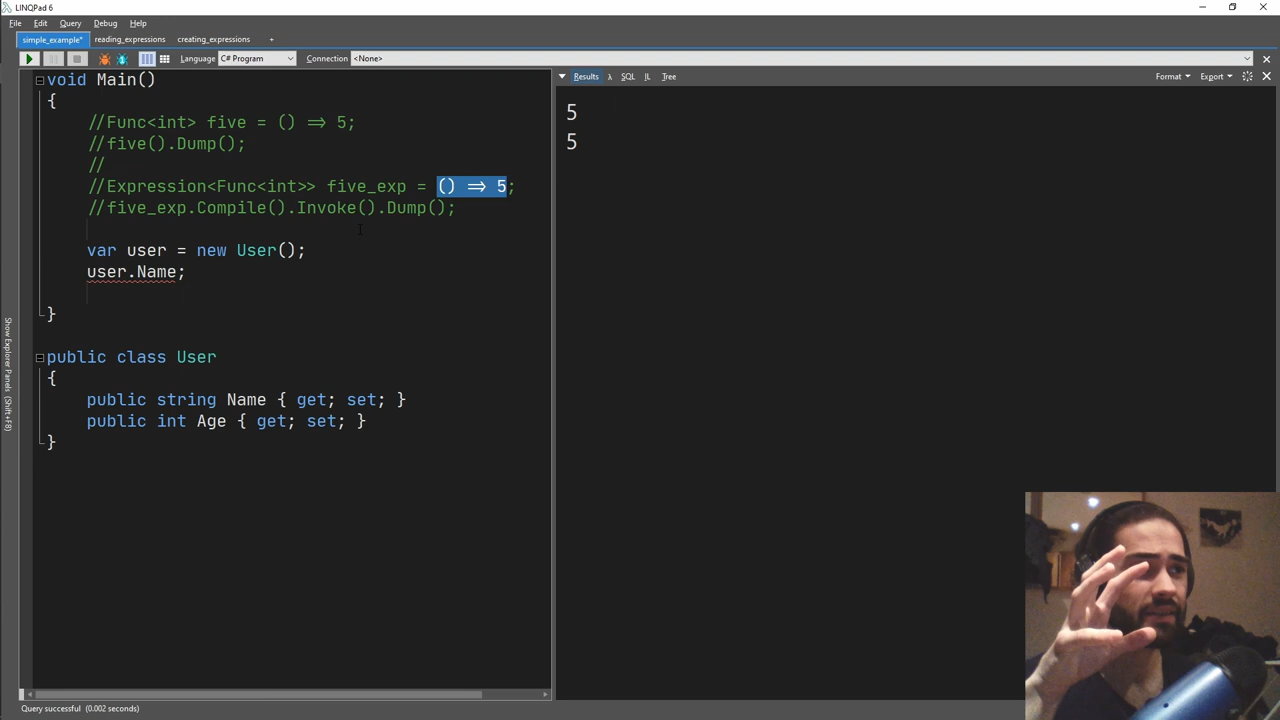 LINQPad 6
File Edit Query Debug Help
simple_example* reading_expressions creating_expressions +
Language C# Program Connection <None>
void Main()
{
//Func<int> five = () => 5;
//five().Dump();
//
//Expression<Func<int>> five_exp = () => 5;
//five_exp.Compile().Invoke().Dump();
var user = new User();
user.Name;
}
public class User
{
public string Name { get; set; }
public int Age { get; set; }
}
Results λ SQL IL Tree Format Export
5
5
Show Explorer Panels (Shift+F8)
Query successful (0.002 seconds)